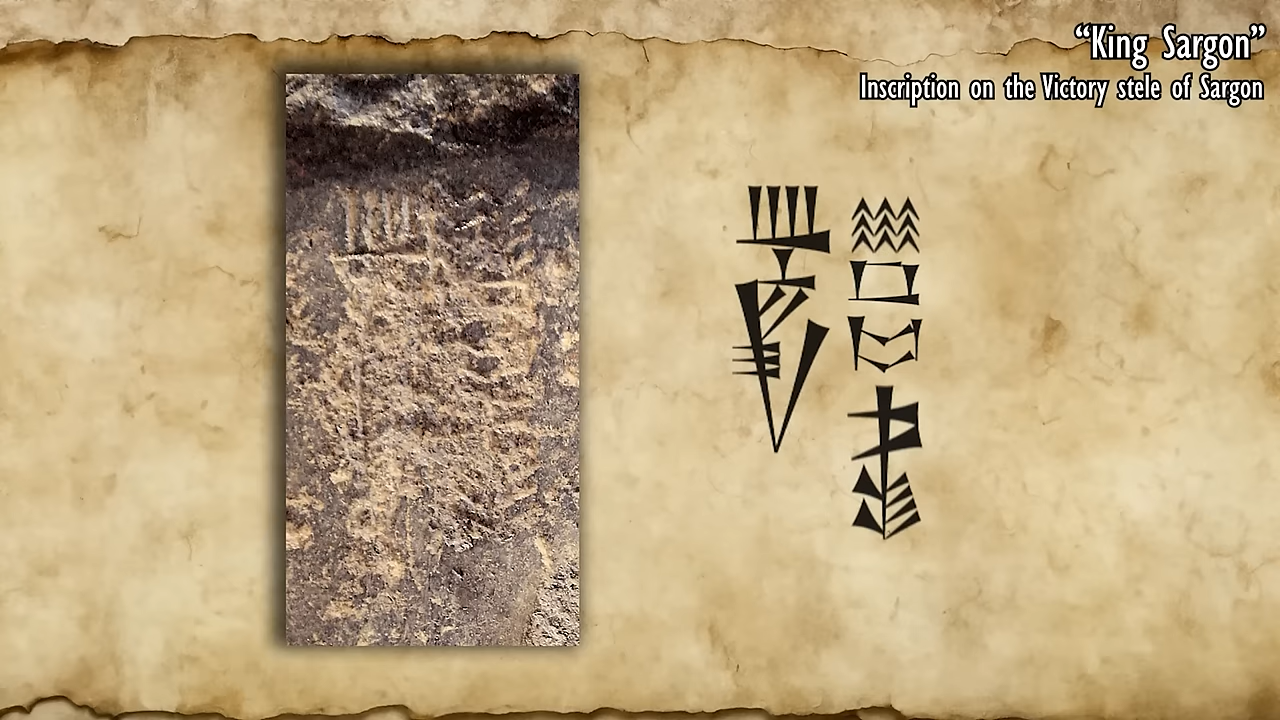 “King Sargon”
Inscription on the Victory stele of Sargon
𒊬𒊒𒄀
𒈗